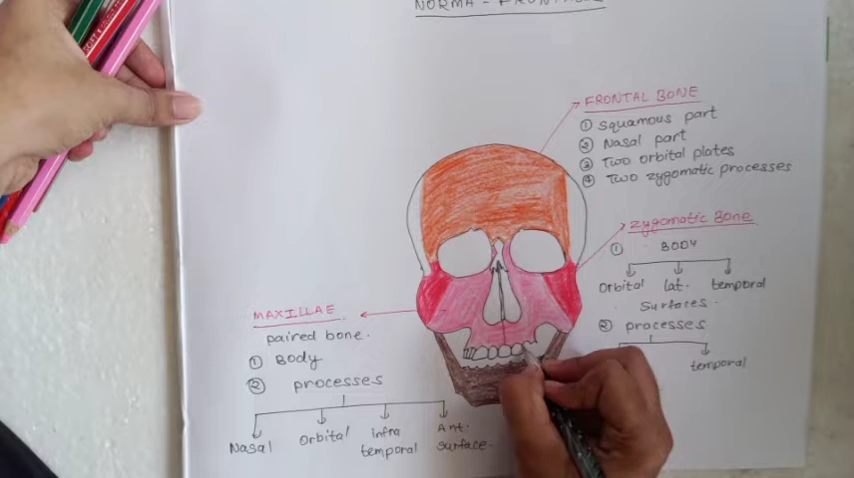 NORMA - FRONTALIS
FRONTAL BONE
① squamous part
② Nasal part
③ Two orbital plates
④ Two zygomatic processes
Zygomatic Bone
① BODY
Orbital lat. temporal
Surfaces.
② processes
temporal
MAXILLAE
paired bone.
① Body
② processes
Nasal orbital infra temporal Ant. surface.